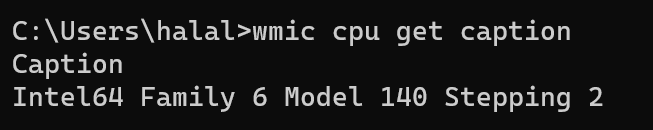 C:\Users\halal>wmic cpu get caption
Caption
Intel64 Family 6 Model 140 Stepping 2